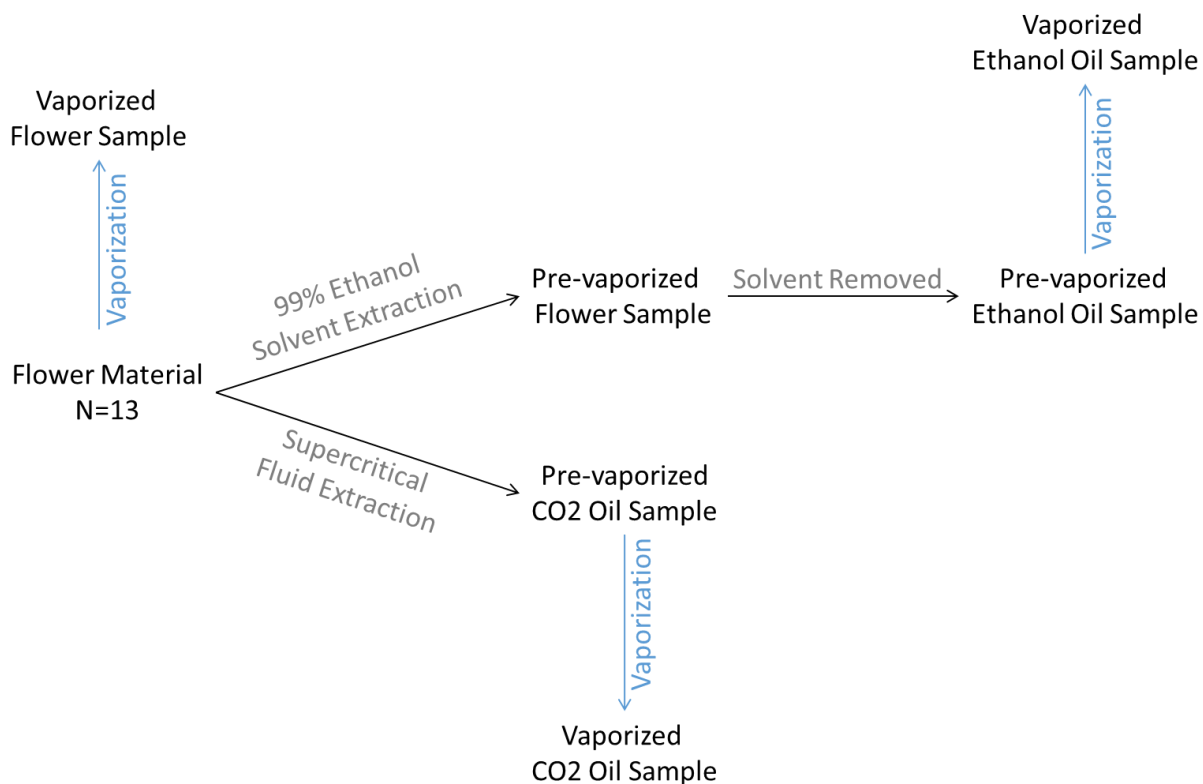 Vaporized
Ethanol Oil Sample
Vaporized
Flower Sample
Vaporization
Vaporization
99% Ethanol
Solvent Extraction
Pre-vaporized
Flower Sample
Solvent Removed
Pre-vaporized
Ethanol Oil Sample
Flower Material
N=13
Supercritical
Fluid Extraction
Pre-vaporized
CO2 Oil Sample
Vaporization
Vaporized
CO2 Oil Sample